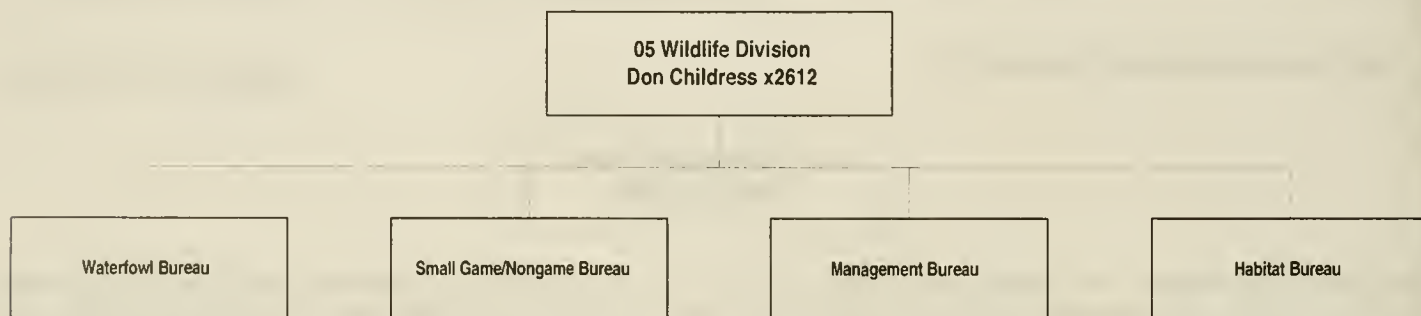 05 Wildlife Division
Don Childress x2612
Waterfowl Bureau
Small Game/Nongame Bureau
Management Bureau
Habitat Bureau